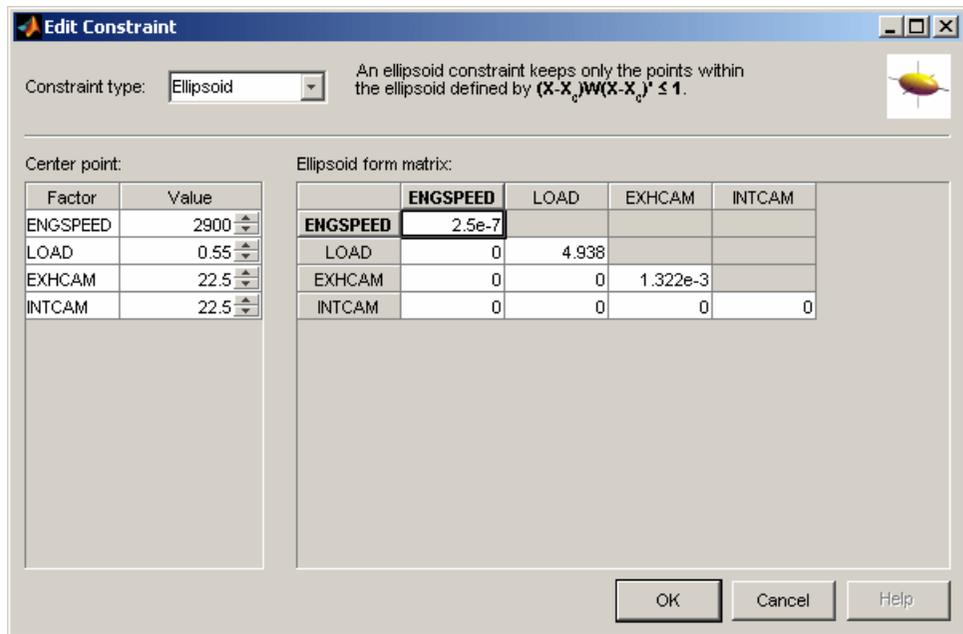 Edit Constraint
Constraint type: Ellipsoid
An ellipsoid constraint keeps only the points within
the ellipsoid defined by (X-Xc)W(X-Xc)' ≤ 1.
Center point:
Factor Value
ENGSPEED 2900
LOAD 0.55
EXHCAM 22.5
INTCAM 22.5
Ellipsoid form matrix:
ENGSPEED LOAD EXHCAM INTCAM
ENGSPEED 2.5e-7
LOAD 0 4.938
EXHCAM 0 0 1.322e-3
INTCAM 0 0 0 0
OK Cancel Help